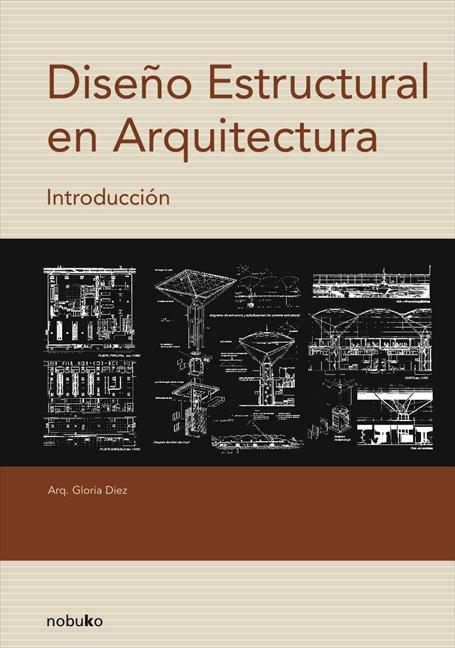 Diseño Estructural
en Arquitectura
Introducción
Arq. Gloria Diez
nobuko